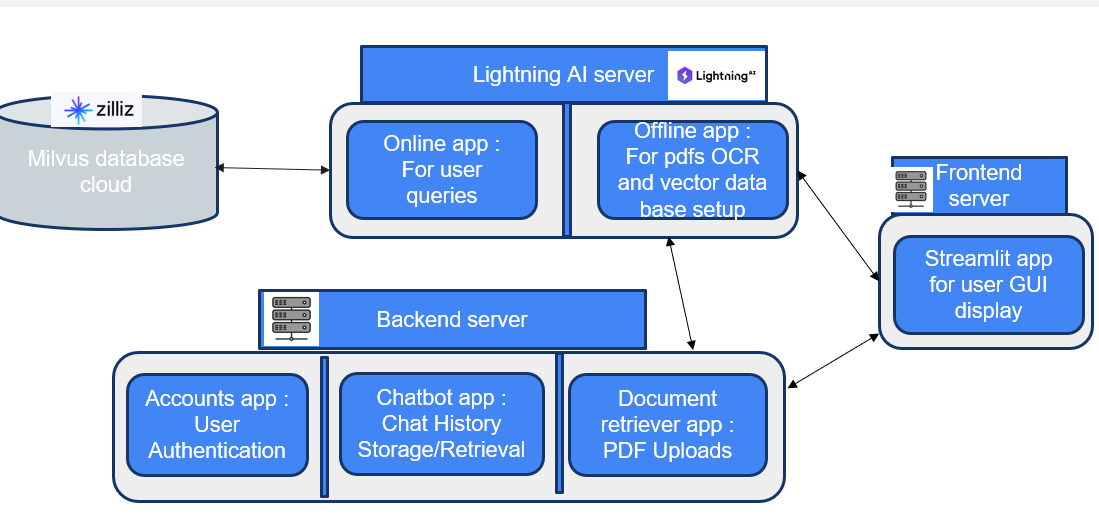 Lightning AI server
Lightning AI
zilliz
Milvus database
cloud
Online app :
For user
queries
Offline app :
For pdfs OCR
and vector data
base setup
Frontend
server
Streamlit app
for user GUI
display
Backend server
Accounts app :
User
Authentication
Chatbot app :
Chat History
Storage/Retrieval
Document
retriever app :
PDF Uploads